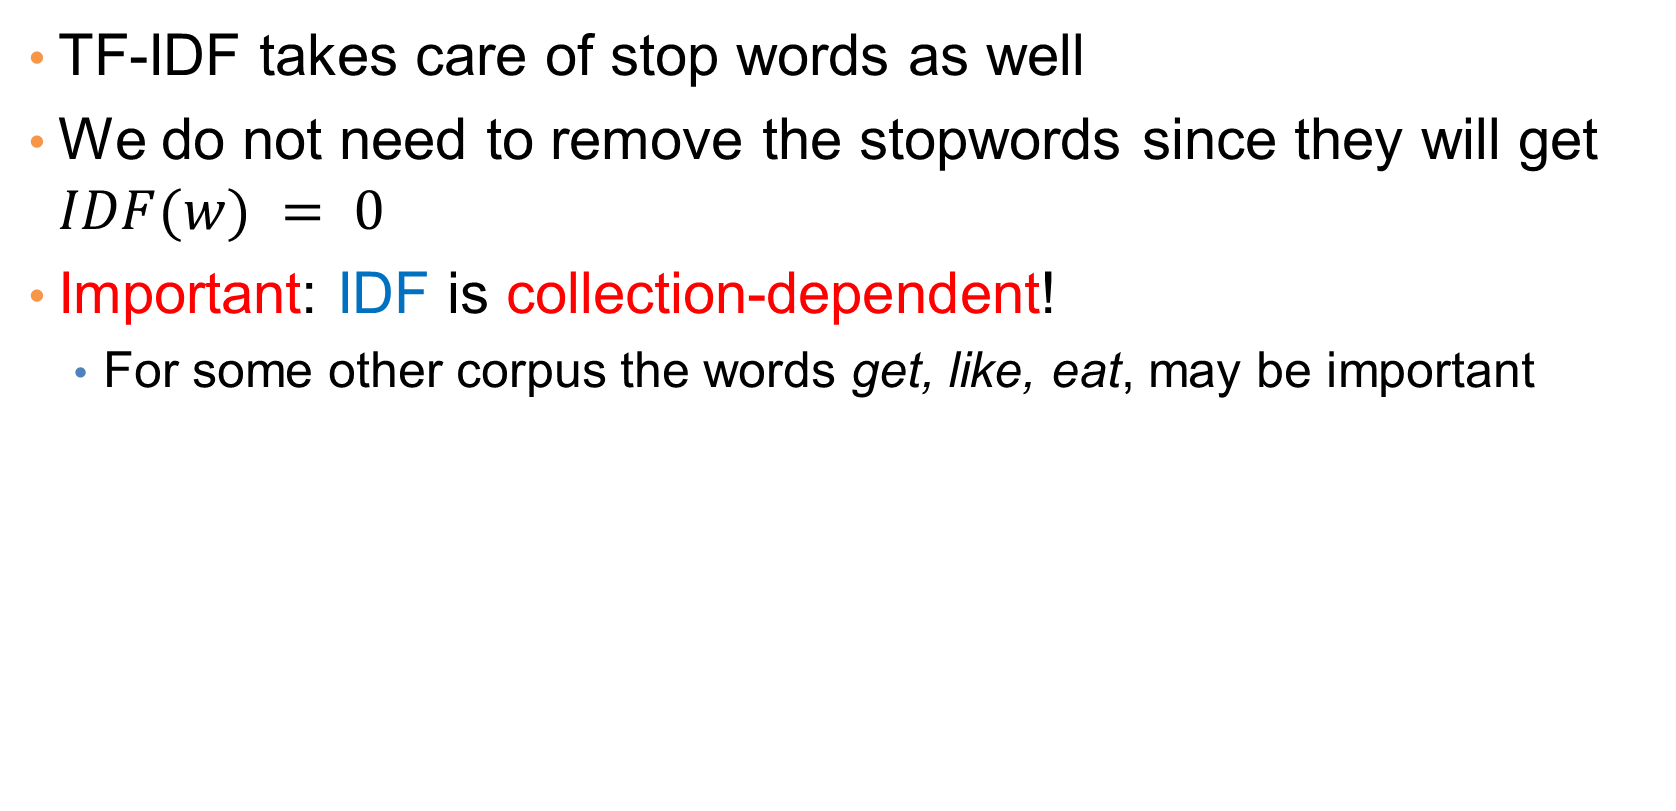 • TF-IDF takes care of stop words as well
• We do not need to remove the stopwords since they will get
IDF(w) = 0
• Important: IDF is collection-dependent!
• For some other corpus the words get, like, eat, may be important